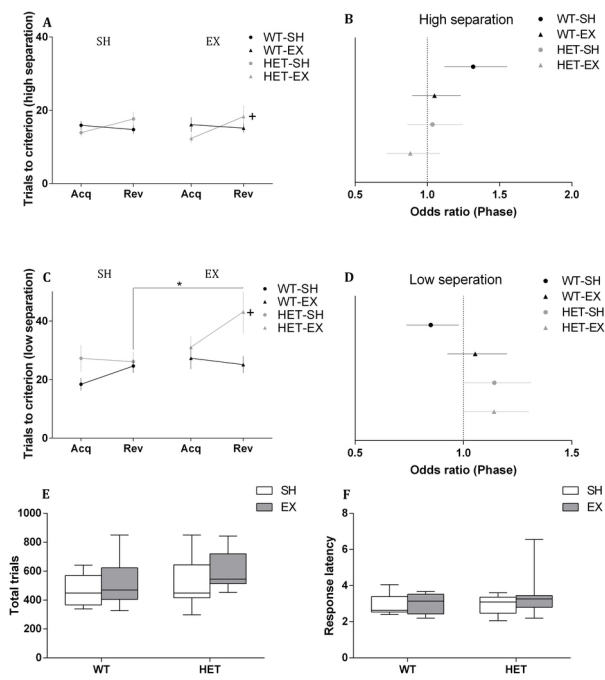 A
SH
EX
WT-SH
WT-EX
HET-SH
HET-EX
Trials to criterion (high separation)
40
20
0
+
Acq
Rev
Acq
Rev
B
High separation
WT-SH
WT-EX
HET-SH
HET-EX
0.5
1.0
1.5
2.0
Odds ratio (Phase)
C
SH
EX
*
WT-SH
WT-EX
HET-SH
HET-EX
Trials to criterion (low separation)
40
20
0
+
Acq
Rev
Acq
Rev
D
Low seperation
WT-SH
WT-EX
HET-SH
HET-EX
0.5
1.0
1.5
Odds ratio (Phase)
E
SH
EX
Total trials
1000
800
600
400
200
0
WT
HET
F
SH
EX
Response latency
8
6
4
2
0
WT
HET